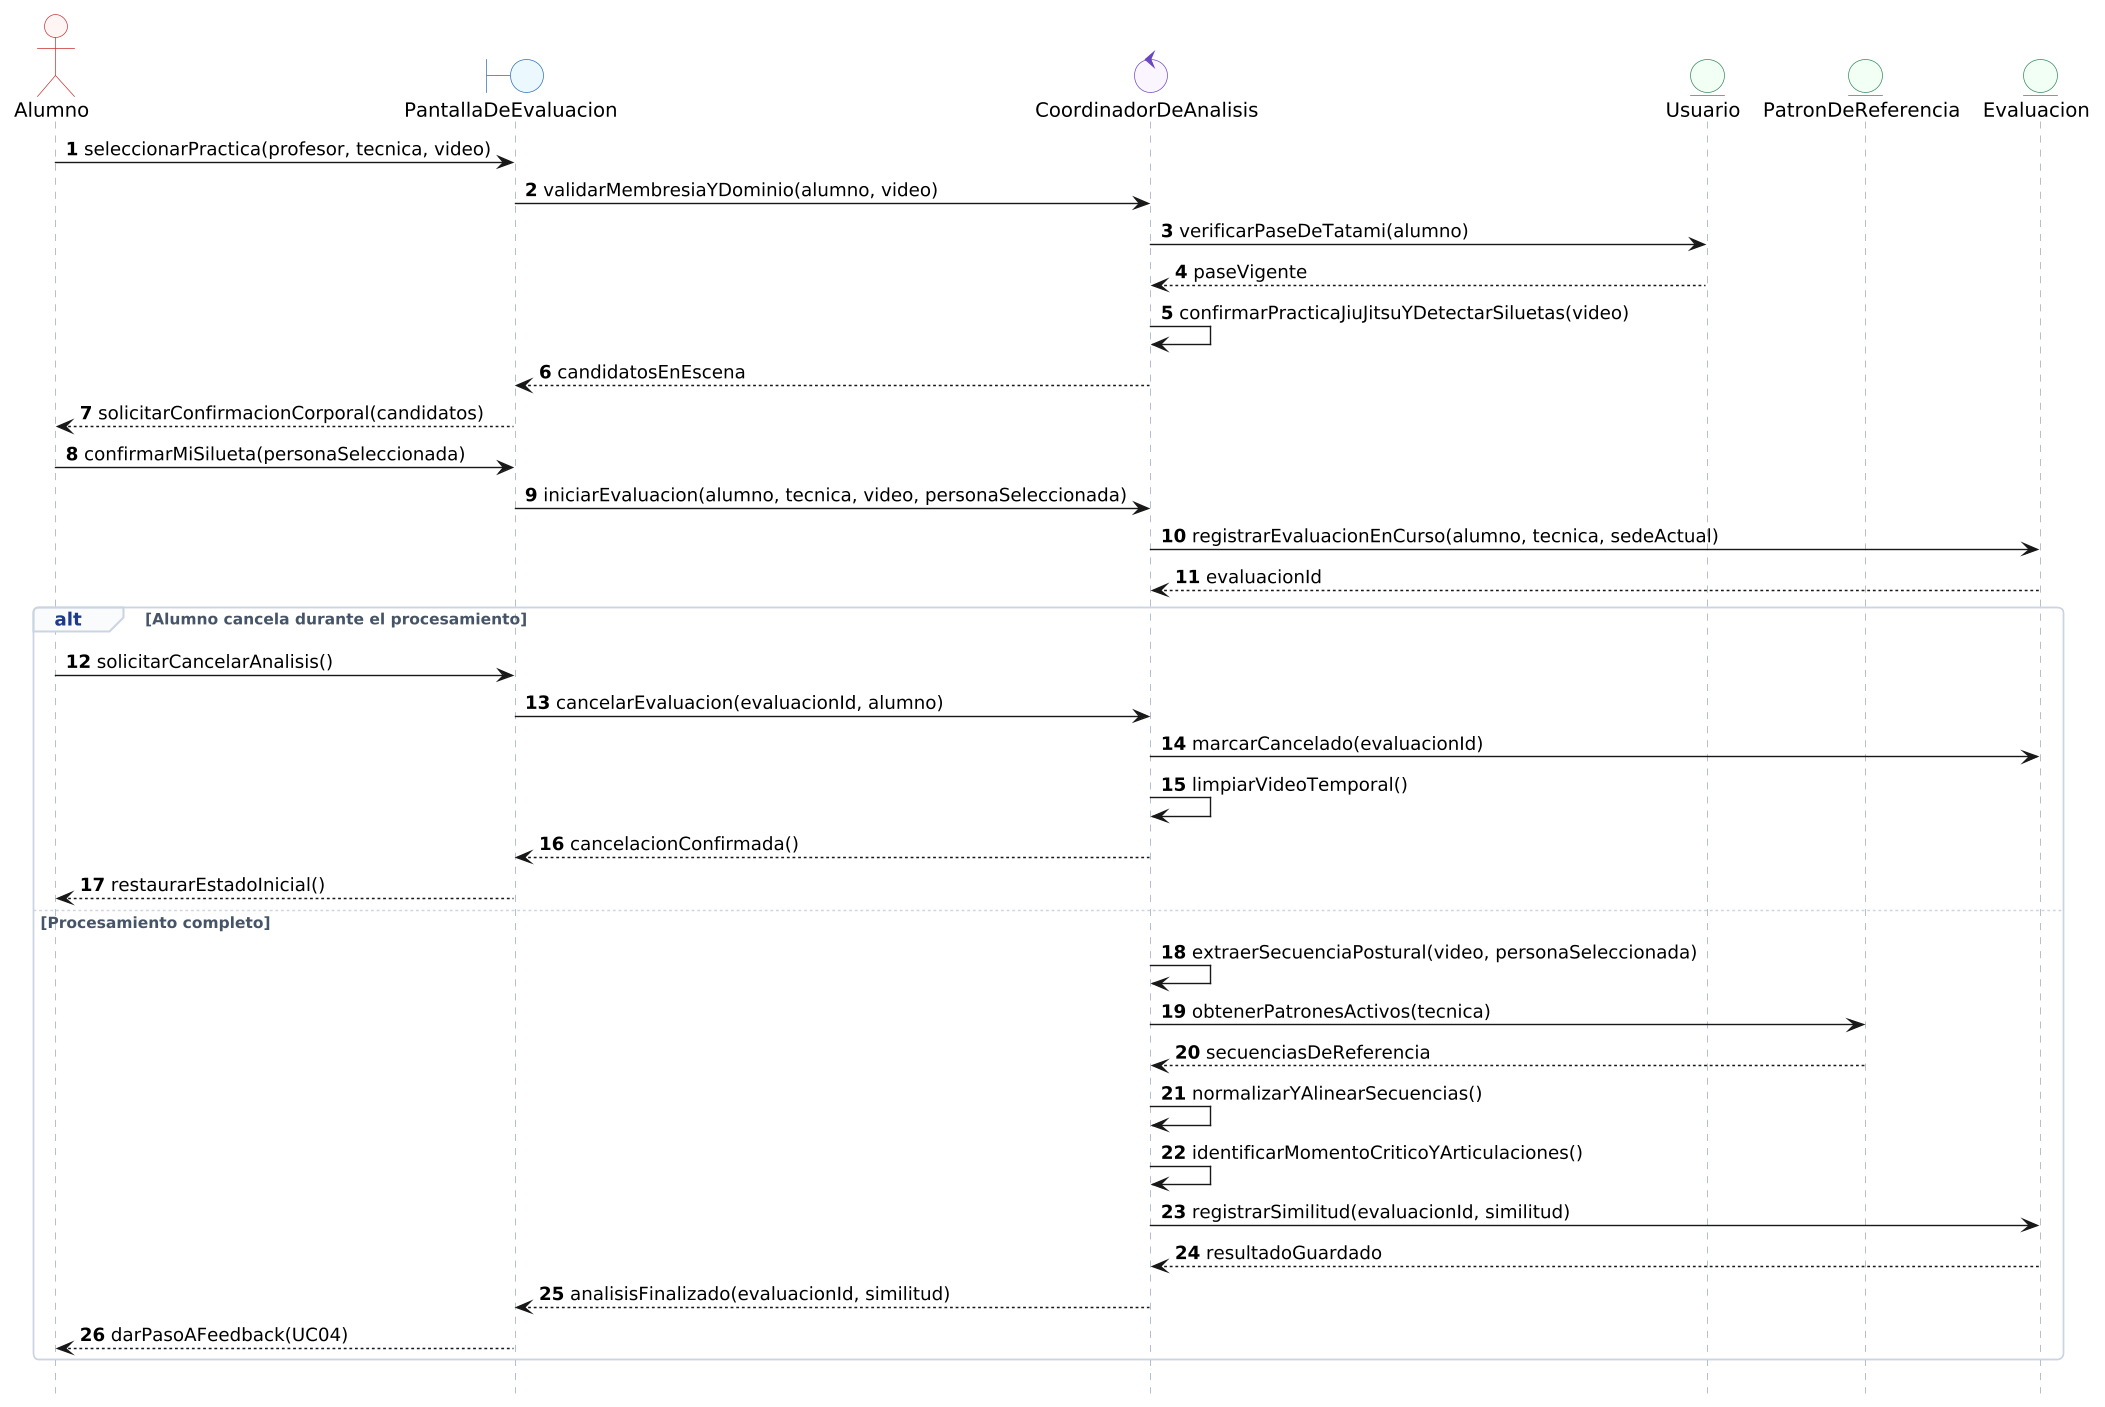 Alumno
PantallaDeEvaluacion
CoordinadorDeAnalisis
Usuario
PatronDeReferencia
Evaluacion
1 seleccionarPractica(profesor, tecnica, video)
2 validarMembresiaYDominio(alumno, video)
3 verificarPaseDeTatami(alumno)
4 paseVigente
5 confirmarPracticaJiuJitsuYDetectarSiluetas(video)
6 candidatosEnEscena
7 solicitarConfirmacionCorporal(candidatos)
8 confirmarMiSilueta(personaSeleccionada)
9 iniciarEvaluacion(alumno, tecnica, video, personaSeleccionada)
10 registrarEvaluacionEnCurso(alumno, tecnica, sedeActual)
11 evaluacionId
alt [Alumno cancela durante el procesamiento]
12 solicitarCancelarAnalisis()
13 cancelarEvaluacion(evaluacionId, alumno)
14 marcarCancelado(evaluacionId)
15 limpiarVideoTemporal()
16 cancelacionConfirmada()
17 restaurarEstadoInicial()
[Procesamiento completo]
18 extraerSecuenciaPostural(video, personaSeleccionada)
19 obtenerPatronesActivos(tecnica)
20 secuenciasDeReferencia
21 normalizarYAlinearSecuencias()
22 identificarMomentoCriticoYArticulaciones()
23 registrarSimilitud(evaluacionId, similitud)
24 resultadoGuardado
25 analisisFinalizado(evaluacionId, similitud)
26 darPasoAFeedback(UC04)